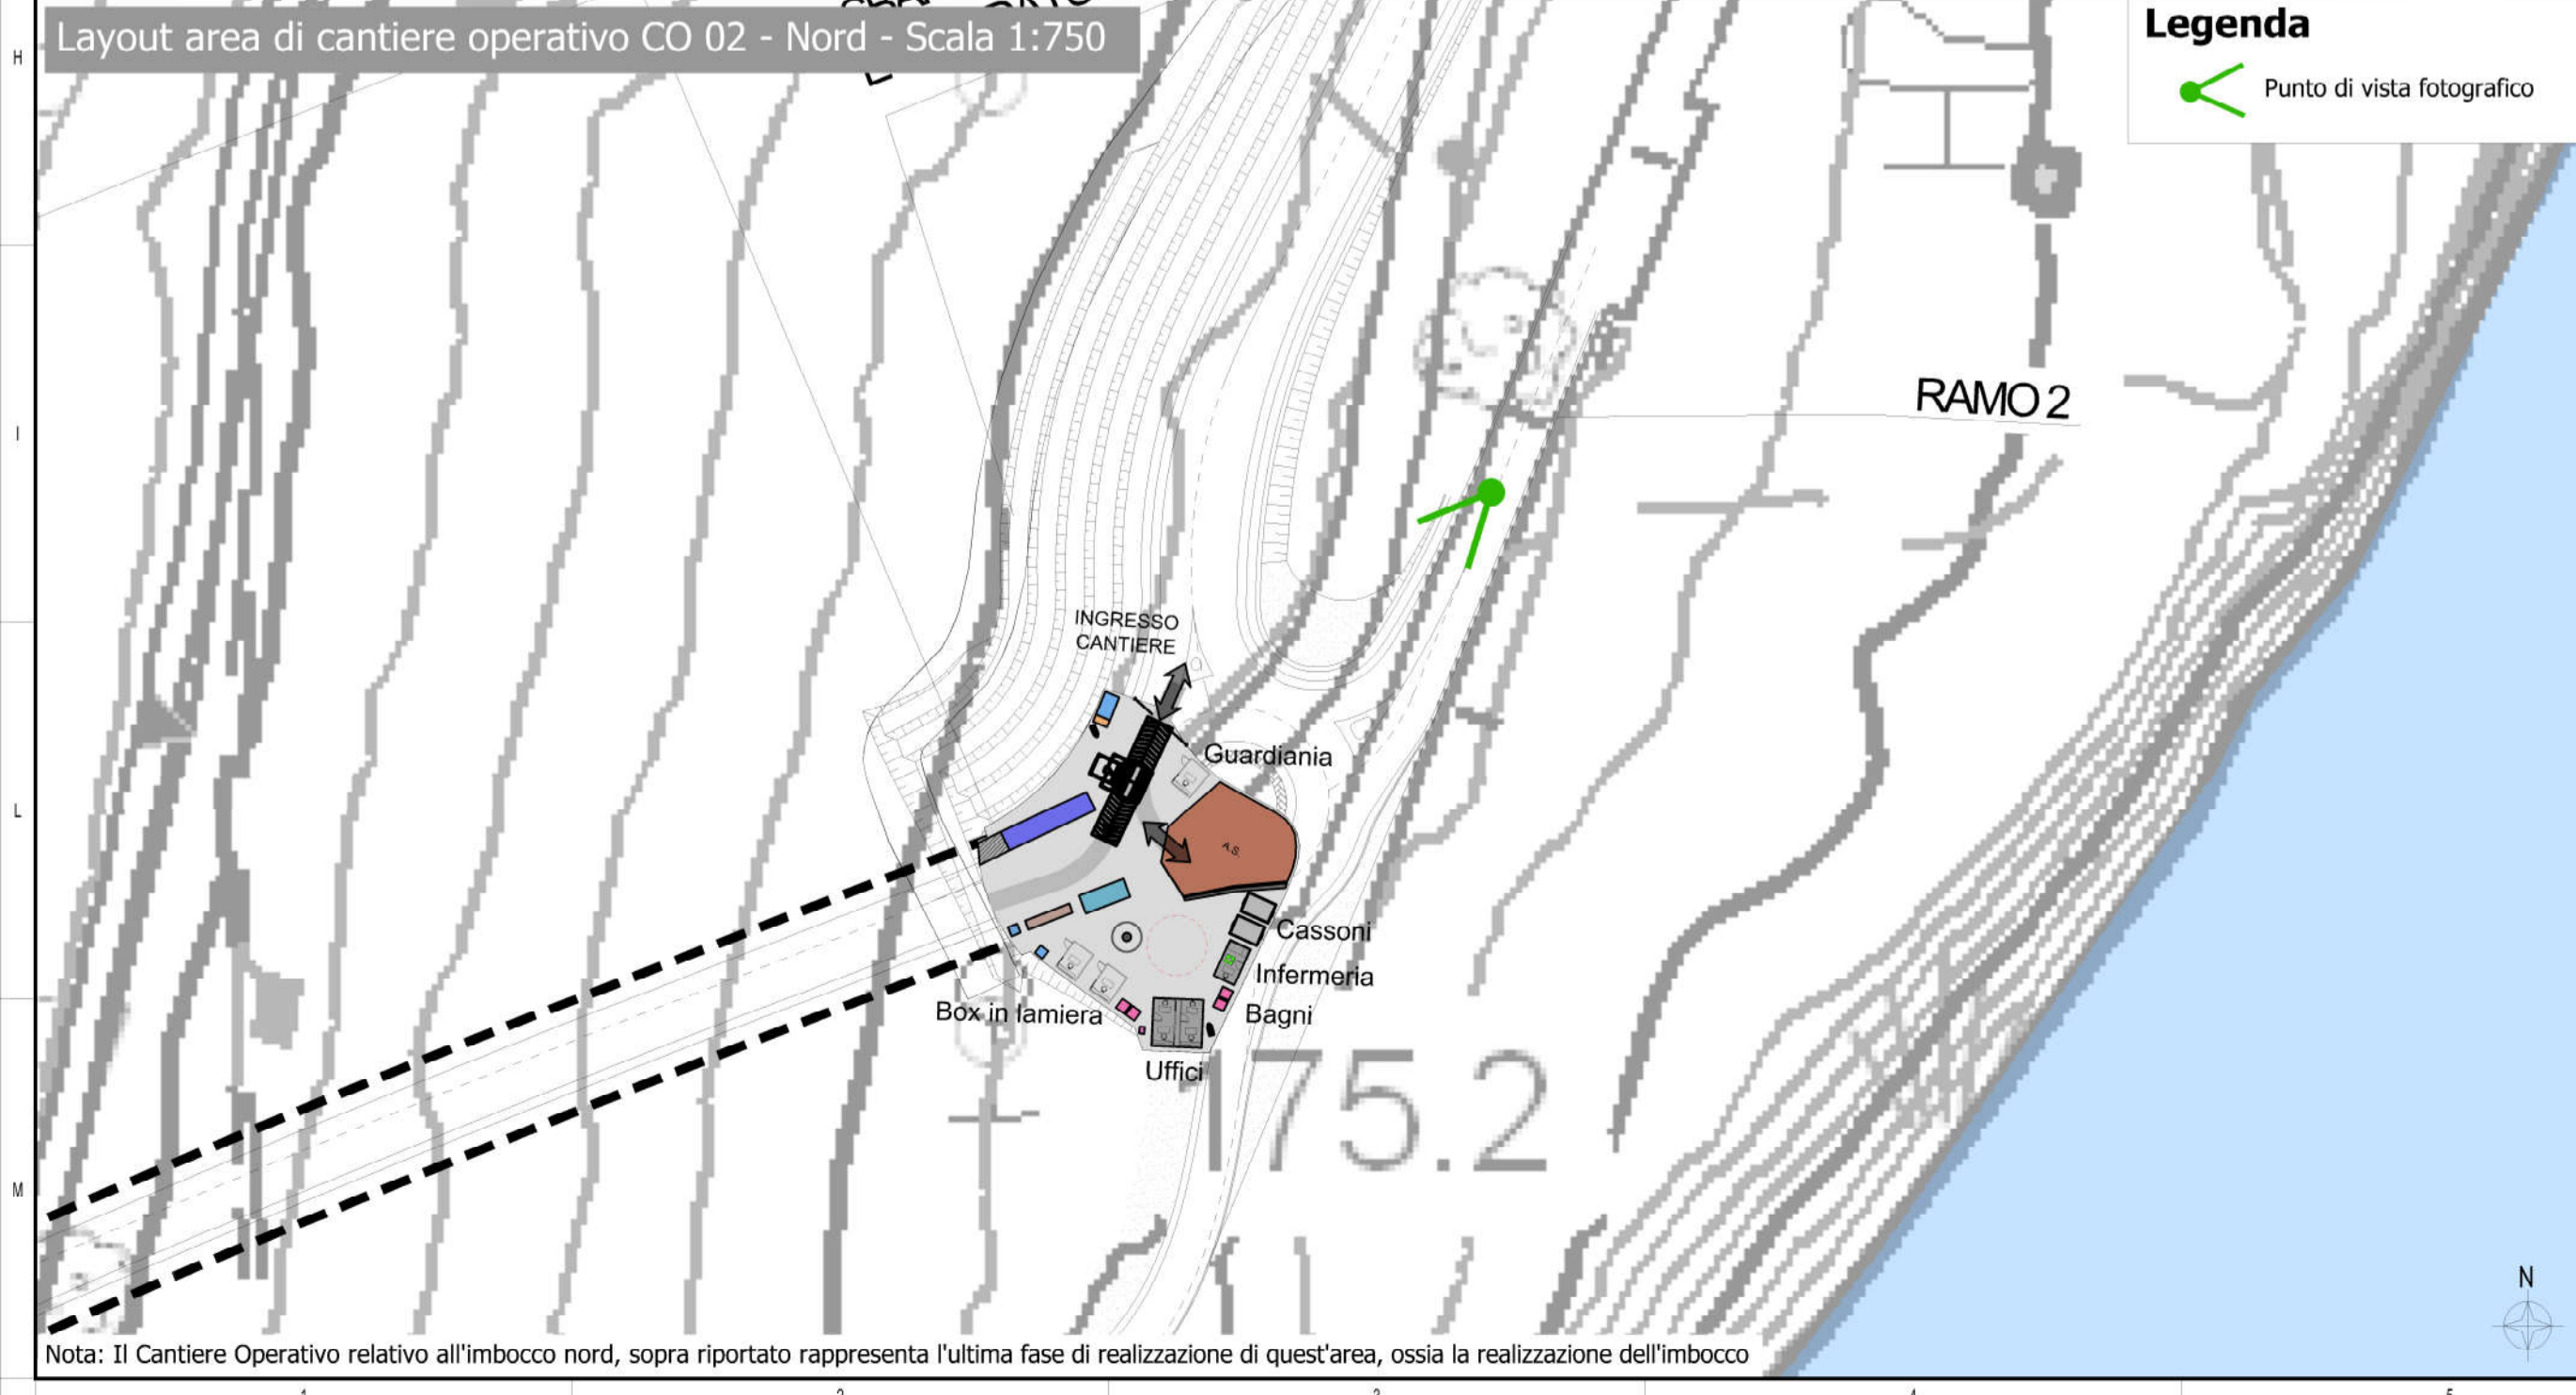 Layout area di cantiere operativo CO 02 - Nord - Scala 1:750
Legenda
Punto di vista fotografico
H
I
L
M
RAMO 2
INGRESSO
CANTIERE
Guardiania
A.S.
Cassoni
Infermeria
Box in lamiera
Bagni
Uffici
175.2
N
Nota: Il Cantiere Operativo relativo all'imbocco nord, sopra riportato rappresenta l'ultima fase di realizzazione di quest'area, ossia la realizzazione dell'imbocco